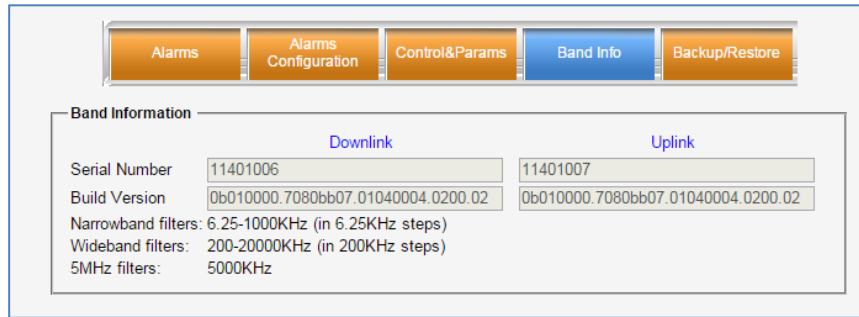 Alarms
Alarms
Configuration
Control&Params
Band Info
Backup/Restore
Band Information
Downlink Uplink
Serial Number 11401006 11401007
Build Version 0b010000.7080bb07.01040004.0200.02 0b010000.7080bb07.01040004.0200.02
Narrowband filters: 6.25-1000KHz (in 6.25KHz steps)
Wideband filters: 200-20000KHz (in 200KHz steps)
5MHz filters: 5000KHz